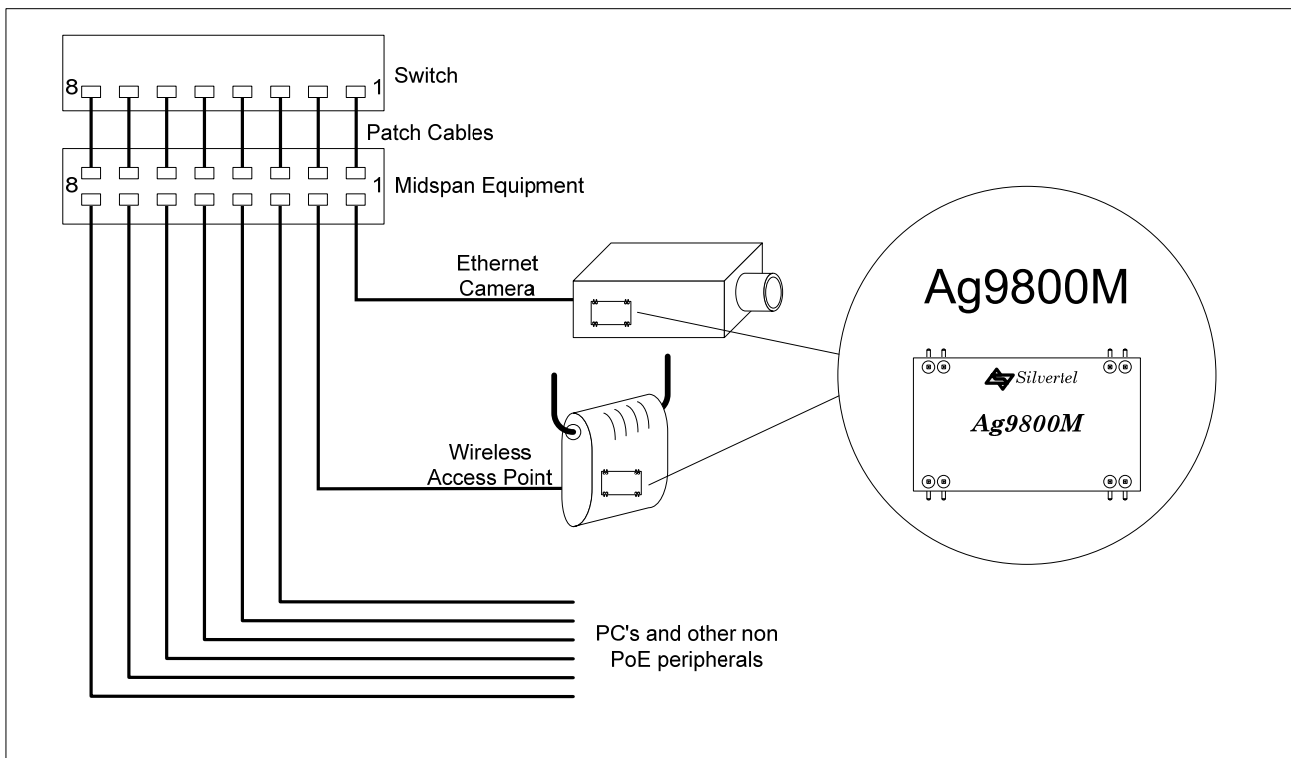 8
1
Switch
Patch Cables
8
1
Midspan Equipment
Ethernet
Camera
Ag9800M
Silvertel
Ag9800M
Wireless
Access Point
PC's and other non
PoE peripherals